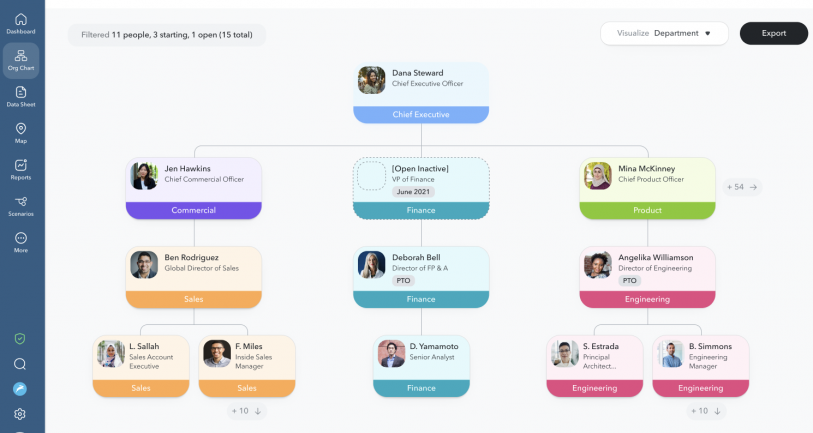 Dashboard
Org Chart
Data Sheet
Map
Reports
Scenarios
More
Filtered 11 people, 3 starting, 1 open (15 total)
Visualize Department
Export
Dana Steward
Chief Executive Officer
Chief Executive
Jen Hawkins
Chief Commercial Officer
Commercial
[Open Inactive]
VP of Finance
June 2021
Finance
Mina McKinney
Chief Product Officer
Product
+ 54 →
Ben Rodriguez
Global Director of Sales
Sales
Deborah Bell
Director of FP & A
PTO
Finance
Angelika Williamson
Director of Engineering
PTO
Engineering
L. Sallah
Sales Account
Executive
Sales
F. Miles
Inside Sales
Manager
Sales
+ 10 ↓
D. Yamamoto
Senior Analyst
Finance
S. Estrada
Principal
Architect...
Engineering
B. Simmons
Engineering
Manager
Engineering
+ 10 ↓